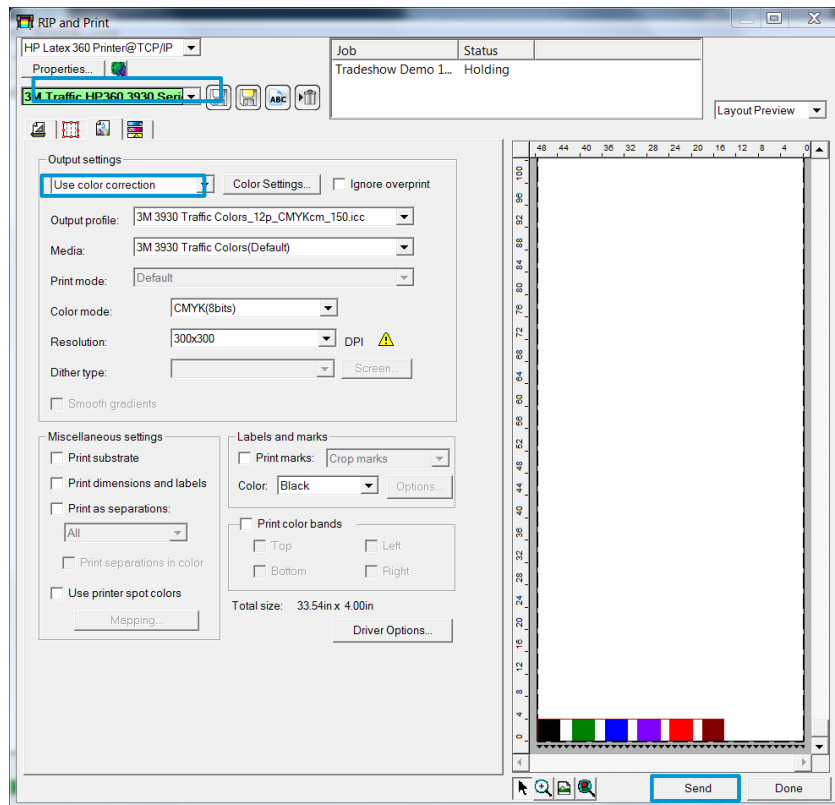 RIP and Print
HP Latex 360 Printer@TCP/IP
Job Status
Properties...
Tradeshow Demo 1... Holding
3M Traffic HP360 3930 Seri
ABC
Layout Preview
Output settings
Use color correction Color Settings... Ignore overprint
Output profile: 3M 3930 Traffic Colors_12p_CMYKcm_150.icc
Media: 3M 3930 Traffic Colors(Default)
Print mode: Default
Color mode: CMYK(8bits)
Resolution: 300x300 DPI
Dither type: Screen...
Smooth gradients
Miscellaneous settings
Print substrate
Print dimensions and labels
Print as separations:
All
Print separations in color
Use printer spot colors
Mapping...
Labels and marks
Print marks: Crop marks
Color: Black Options...
Print color bands
Top Left
Bottom Right
Total size: 33.54in x 4.00in
Driver Options...
48 44 40 36 32 28 24 20 16 12 8 4 0
100
96
92
88
84
80
76
72
68
64
60
56
52
48
44
40
36
32
28
24
20
16
12
8
4
0
Send Done